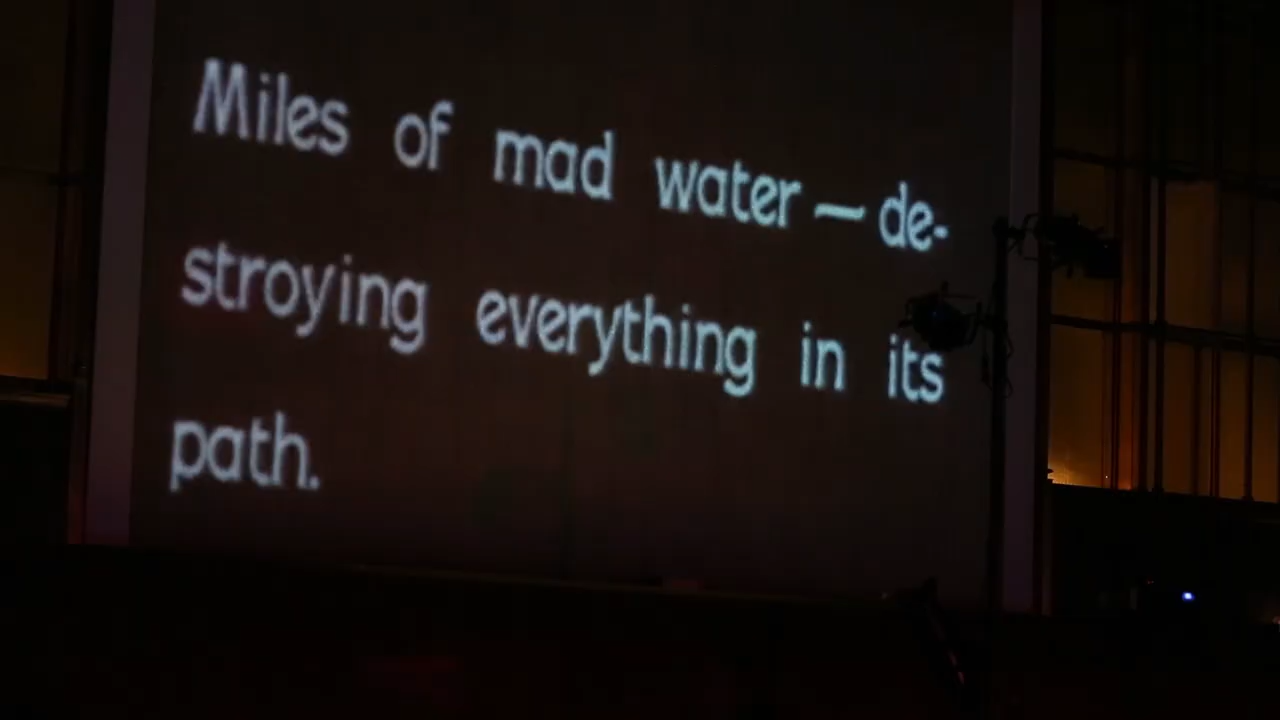 Miles of mad water — de-
stroying everything in its
path.